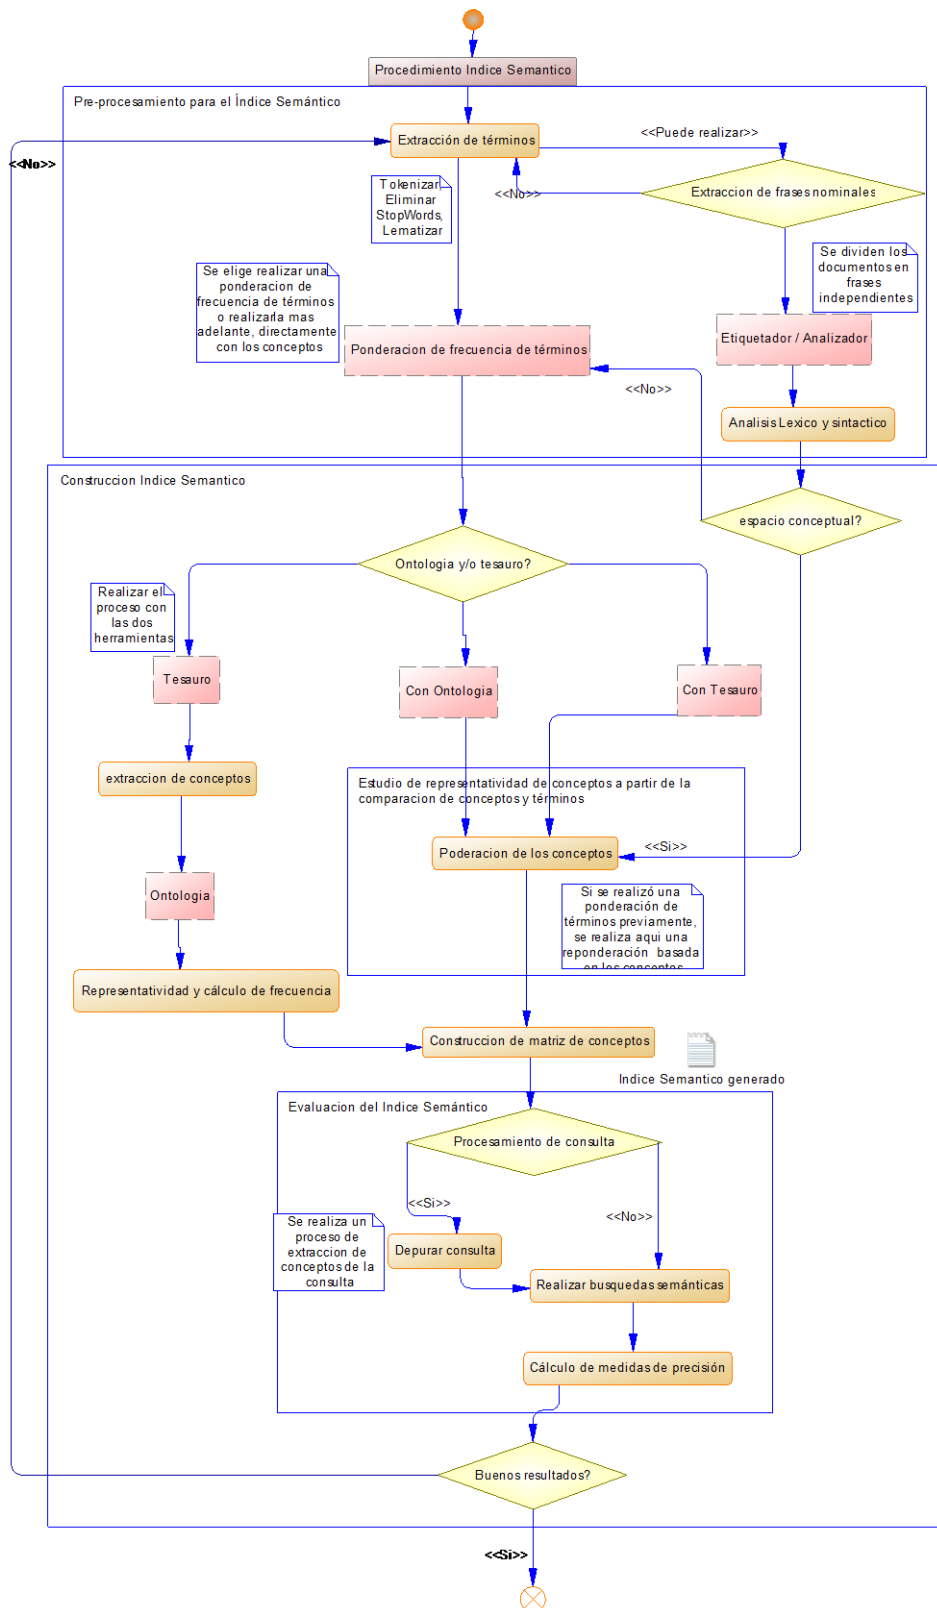 Procedimiento Indice Semantico
Pre-procesamiento para el Índice Semántico
Extracción de términos
<<Puede realizar>>
<<No>>
Extraccion de frases nominales
<<No>>
Tokenizar,
Eliminar
StopWords,
Lematizar
Se dividen los
documentos en
frases
independientes
Se elige realizar una
ponderacion de
frecuencia de términos
o realizarla mas
adelante, directamente
con los conceptos
Etiquetador / Analizador
Ponderacion de frecuencia de términos
<<No>>
Analisis Lexico y sintactico
Construccion Indice Semantico
espacio conceptual?
Ontologia y/o tesauro?
Realizar el
proceso con
las dos
herramientas
Tesauro
Con Ontologia
Con Tesauro
extraccion de conceptos
Estudio de representatividad de conceptos a partir de la
comparacion de conceptos y términos
Poderacion de los conceptos
<<Si>>
Ontologia
Si se realizó una
ponderación de
términos previamente,
se realiza aqui una
reponderación basada
en los conceptos
Representatividad y cálculo de frecuencia
Construccion de matriz de conceptos
Indice Semantico generado
Evaluacion del Indice Semántico
Procesamiento de consulta
<<Si>>
<<No>>
Se realiza un
proceso de
extraccion de
conceptos de la
consulta
Depurar consulta
Realizar busquedas semánticas
Cálculo de medidas de precisión
Buenos resultados?
<<Si>>